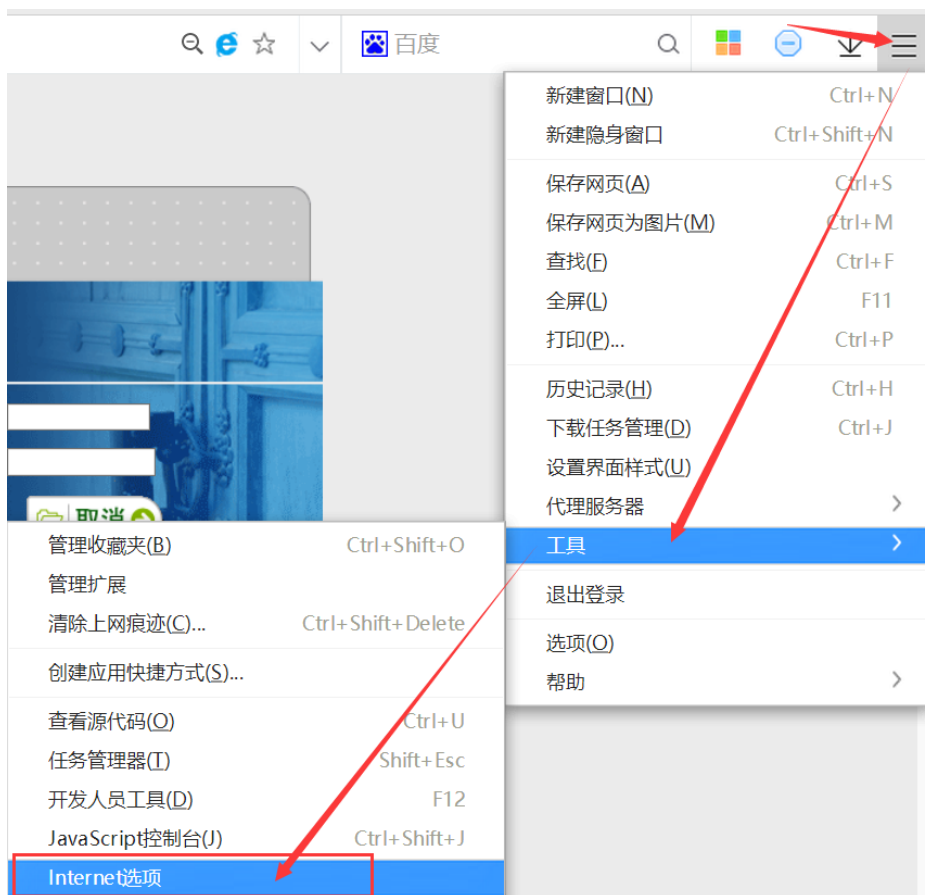 百度
新建窗口(N) Ctrl+N
新建隐身窗口 Ctrl+Shift+N
保存网页(A) Ctrl+S
保存网页为图片(M) Ctrl+M
查找(F) Ctrl+F
全屏(L) F11
打印(P)... Ctrl+P
历史记录(H) Ctrl+H
下载任务管理(D) Ctrl+J
设置界面样式(U)
代理服务器
工具
退出登录
选项(O)
帮助
取消
管理收藏夹(B) Ctrl+Shift+O
管理扩展
清除上网痕迹(C)... Ctrl+Shift+Delete
创建应用快捷方式(S)...
查看源代码(O) Ctrl+U
任务管理器(T) Shift+Esc
开发人员工具(D) F12
JavaScript控制台(J) Ctrl+Shift+J
Internet选项